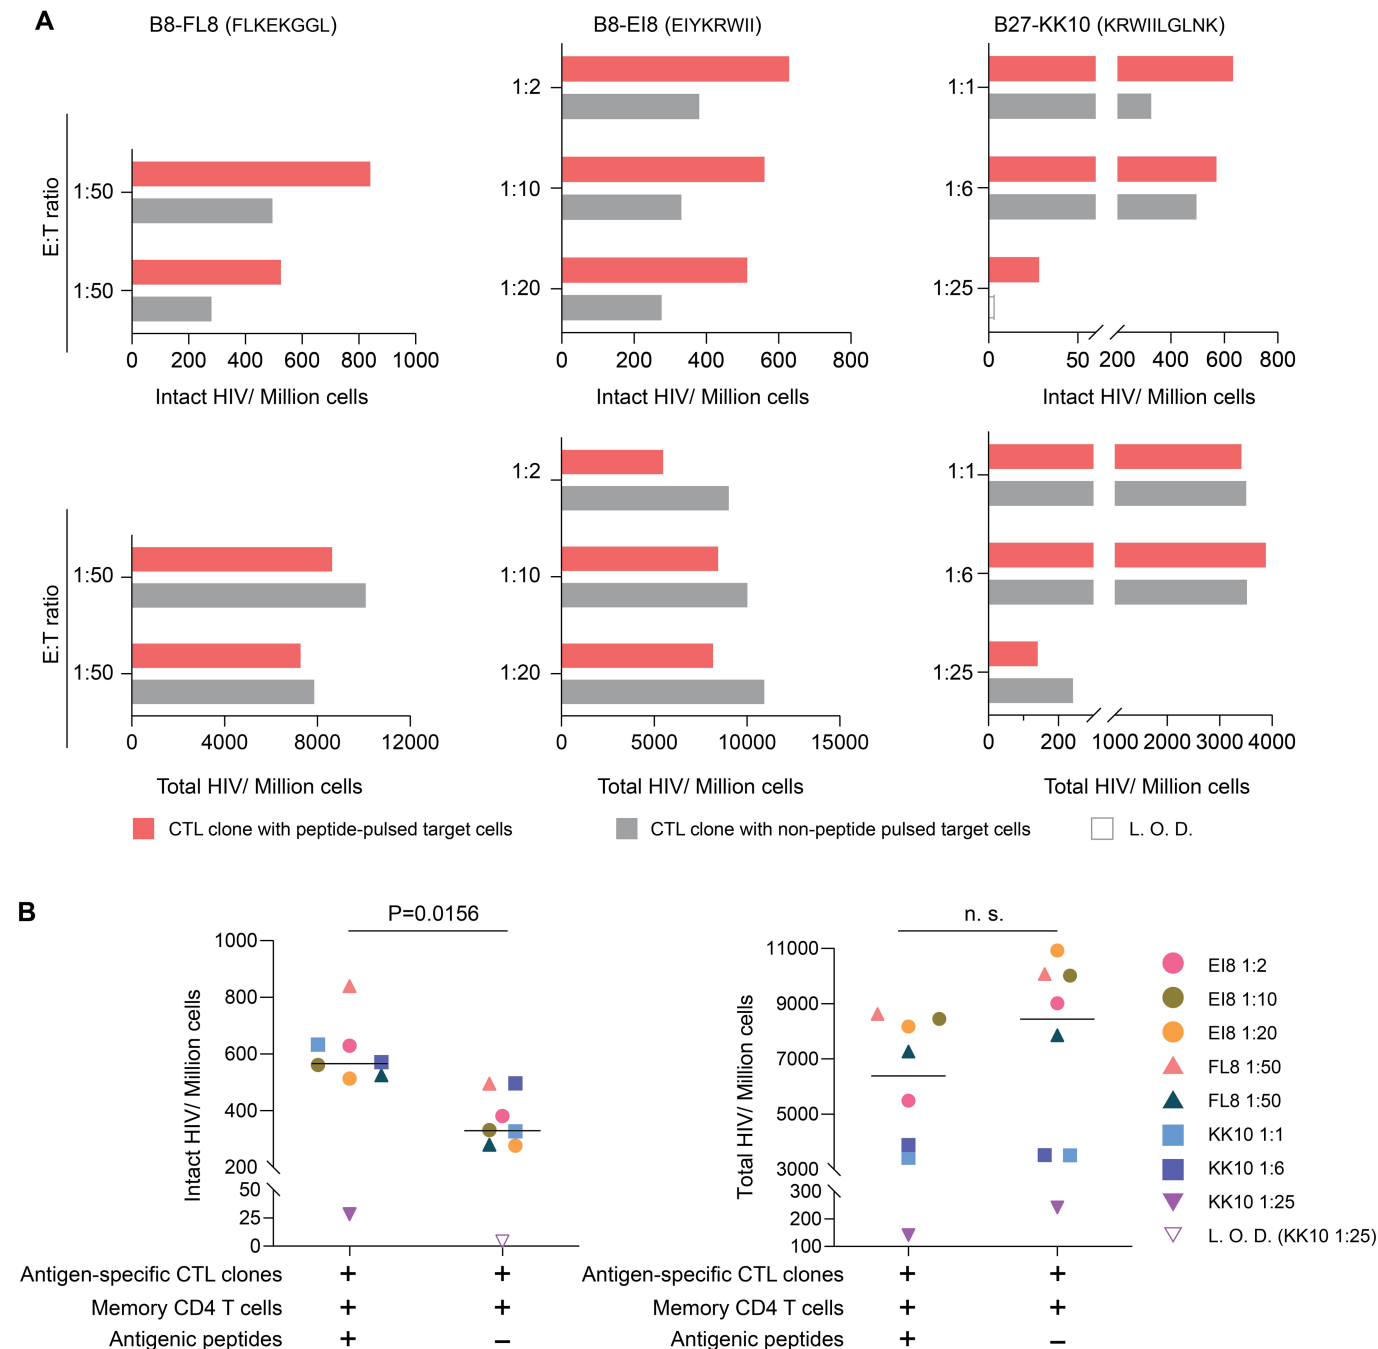 A
B8-FL8 (FLKEKGGL)
B8-EI8 (EIYKRWII)
B27-KK10 (KRWIILGLNK)
E:T ratio
1:50
1:50
0 200 400 600 800 1000
Intact HIV/ Million cells
1:2
1:10
1:20
0 200 400 600 800
Intact HIV/ Million cells
1:1
1:6
1:25
0 50 200 400 600 800
Intact HIV/ Million cells
E:T ratio
1:50
1:50
0 4000 8000 12000
Total HIV/ Million cells
1:2
1:10
1:20
0 5000 10000 15000
Total HIV/ Million cells
1:1
1:6
1:25
0 200 1000 2000 3000 4000
Total HIV/ Million cells
CTL clone with peptide-pulsed target cells
CTL clone with non-peptide pulsed target cells
L. O. D.
B
P=0.0156
Intact HIV/ Million cells
1000
800
600
400
200
50
25
0
Antigen-specific CTL clones + +
Memory CD4 T cells + +
Antigenic peptides + −
n. s.
Total HIV/ Million cells
11000
9000
7000
5000
3000
300
200
100
Antigen-specific CTL clones + +
Memory CD4 T cells + +
Antigenic peptides + −
EI8 1:2
EI8 1:10
EI8 1:20
FL8 1:50
FL8 1:50
KK10 1:1
KK10 1:6
KK10 1:25
L. O. D. (KK10 1:25)